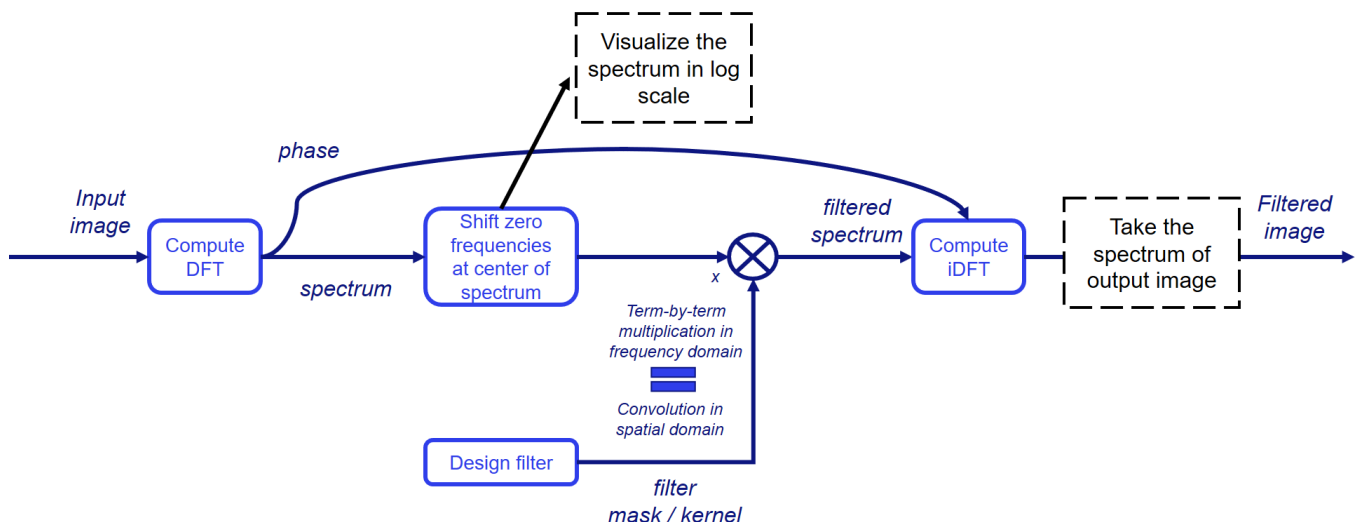 Visualize the
spectrum in log
scale
phase
Input
image
Compute
DFT
spectrum
Shift zero
frequencies
at center of
spectrum
x
filtered
spectrum
Compute
iDFT
Take the
spectrum of
output image
Filtered
image
Term-by-term
multiplication in
frequency domain
Convolution in
spatial domain
Design filter
filter
mask / kernel